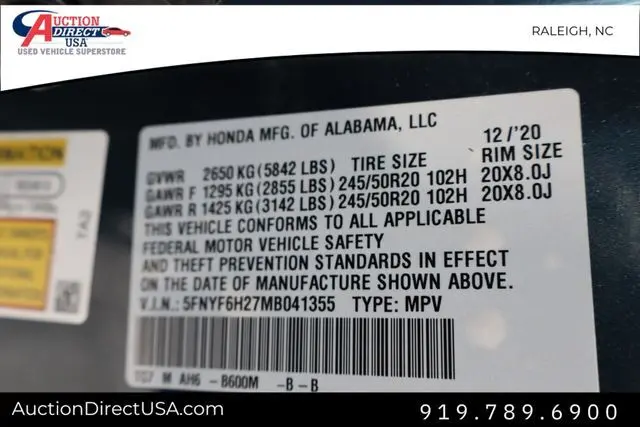 AUCTION
DIRECT
USA
USED VEHICLE SUPERSTORE
RALEIGH, NC
MFD. BY HONDA MFG. OF ALABAMA, LLC 12/'20
GVWR 2650 KG (5842 LBS) TIRE SIZE RIM SIZE
GAWR F 1295 KG (2855 LBS) 245/50R20 102H 20X8.0J
GAWR R 1425 KG (3142 LBS) 245/50R20 102H 20X8.0J
THIS VEHICLE CONFORMS TO ALL APPLICABLE
FEDERAL MOTOR VEHICLE SAFETY
AND THEFT PREVENTION STANDARDS IN EFFECT
ON THE DATE OF MANUFACTURE SHOWN ABOVE.
V.I.N.: 5FNYF6H27MB041355 TYPE: MPV
TG7 M AH6 - B600M - B - B
TA2
AuctionDirectUSA.com
919.789.6900